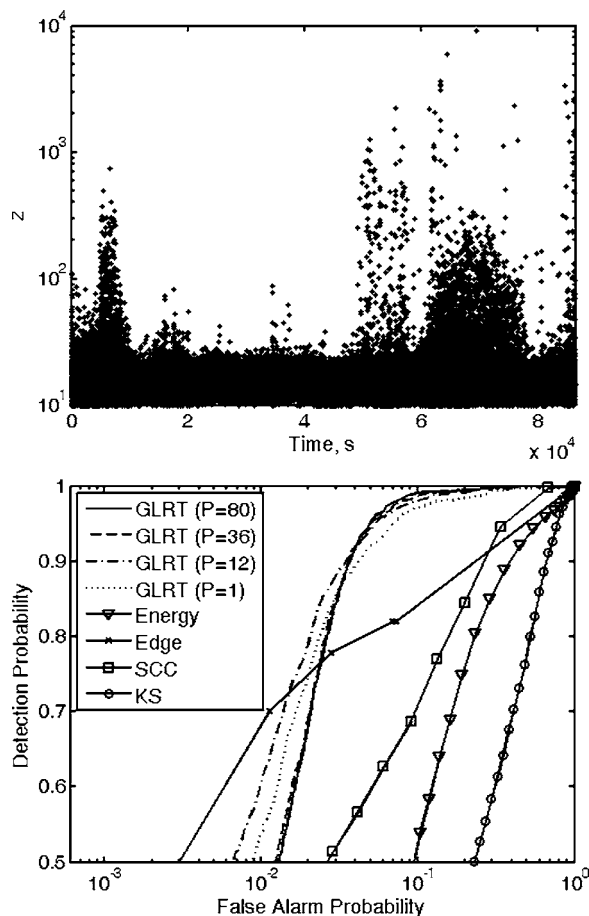 10^4
10^3
z
10^2
10^1
0 2 4 6 8
Time, s
x 10^4
1
0.9
0.8
0.7
0.6
0.5
Detection Probability
GLRT (P=80)
GLRT (P=36)
GLRT (P=12)
GLRT (P=1)
Energy
Edge
SCC
KS
10^-3 10^-2 10^-1 10^0
False Alarm Probability